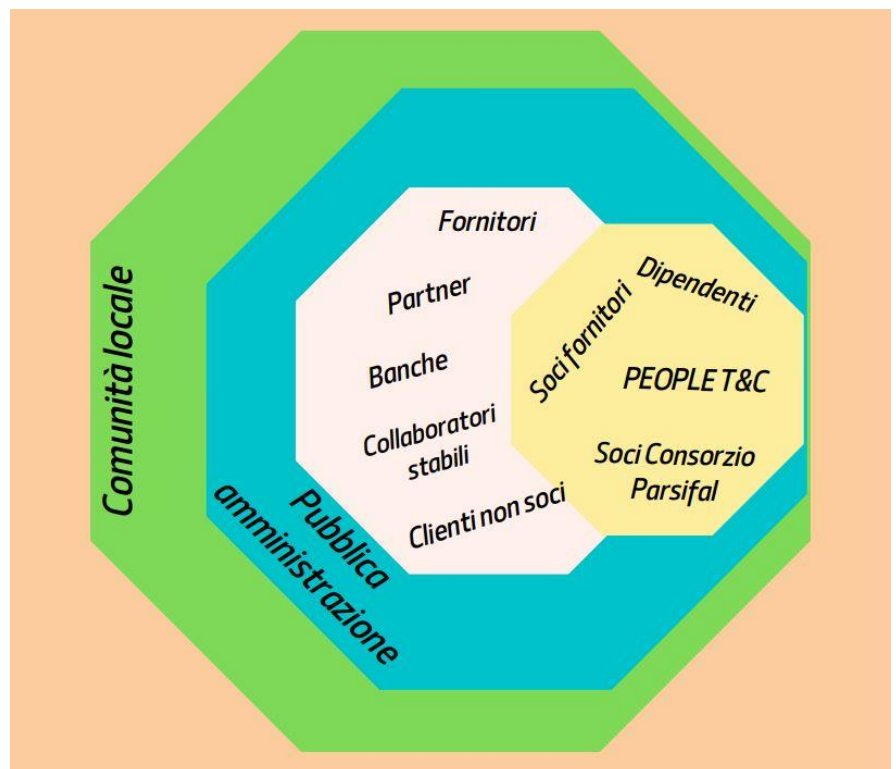 Comunità locale
Pubblica
amministrazione
Fornitori
Partner
Banche
Collaboratori
stabili
Clienti non soci
Soci fornitori
Dipendenti
PEOPLE T&C
Soci Consorzio
Parsifal